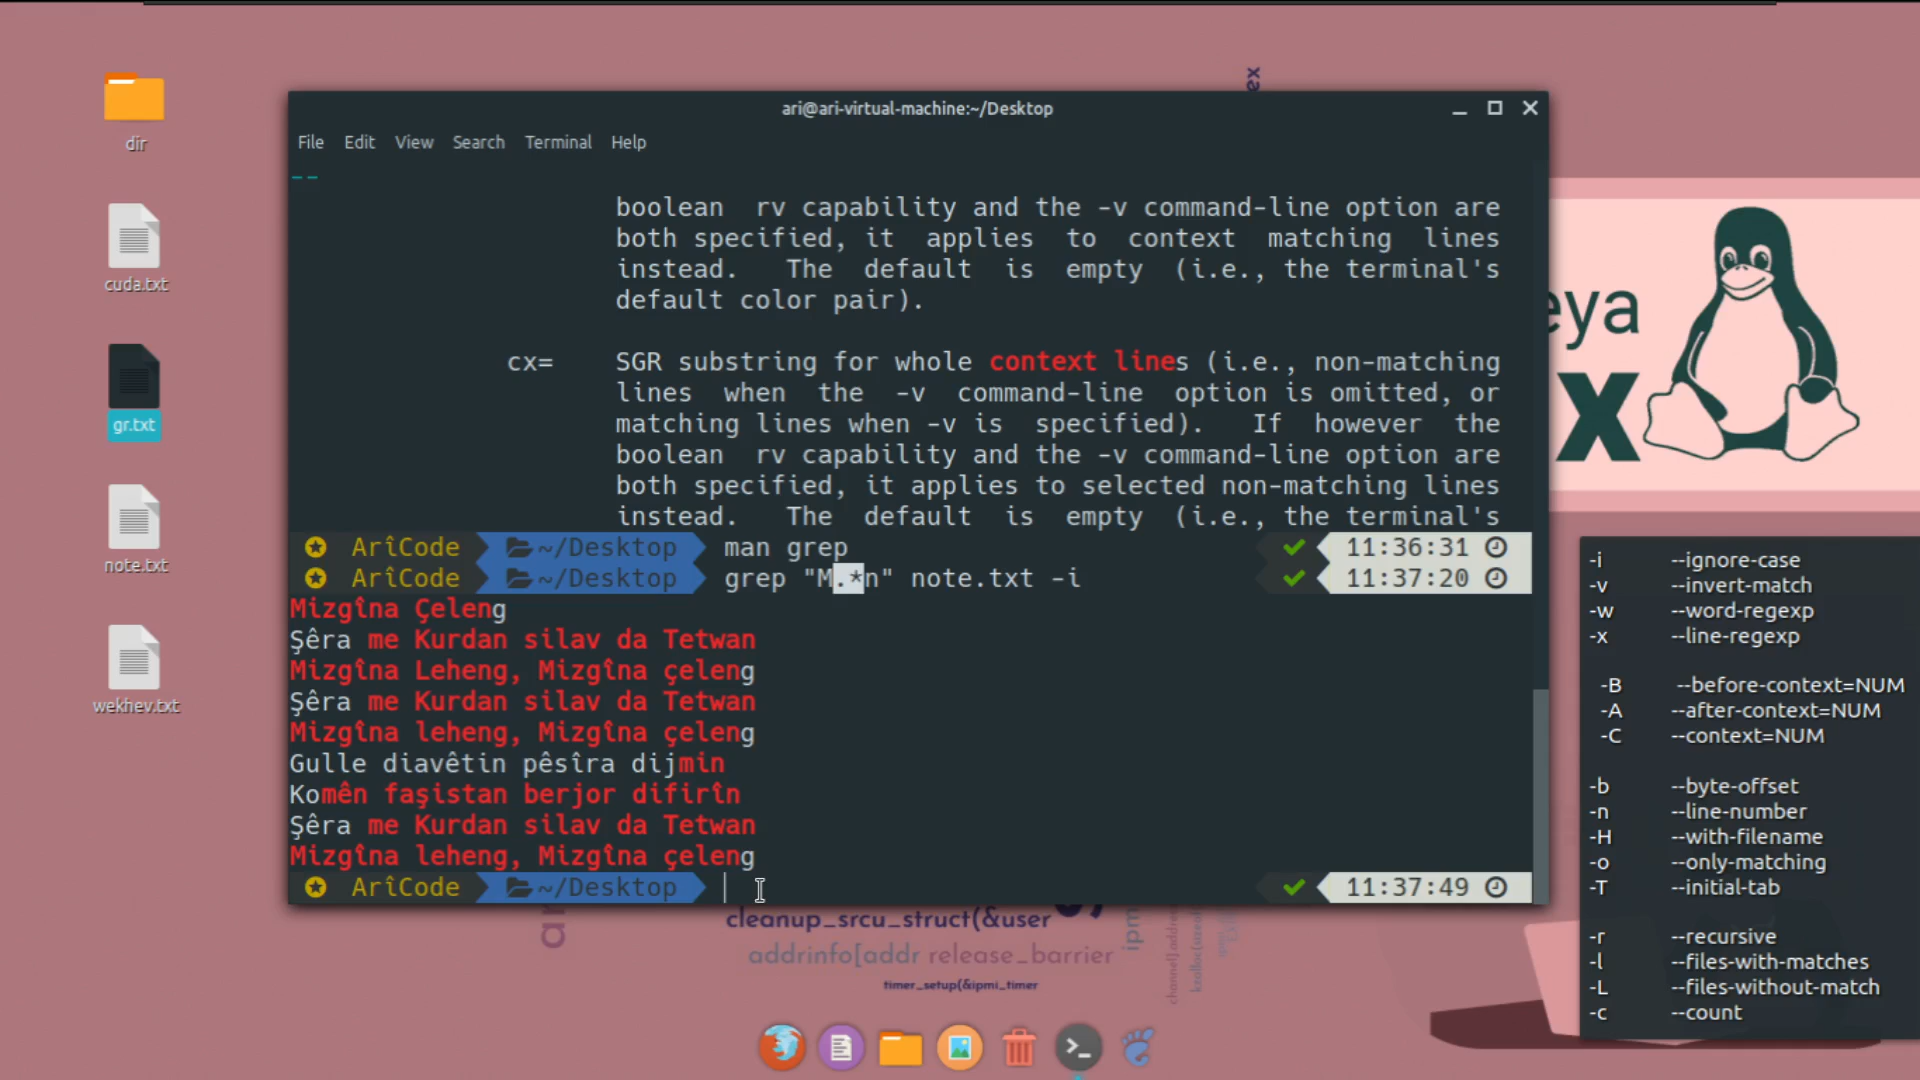 ari@ari-virtual-machine:~/Desktop
File Edit View Search Terminal Help
--
boolean rv capability and the -v command-line option are
both specified, it applies to context matching lines
instead. The default is empty (i.e., the terminal's
default color pair).
cx= SGR substring for whole context lines (i.e., non-matching
lines when the -v command-line option is omitted, or
matching lines when -v is specified). If however the
boolean rv capability and the -v command-line option are
both specified, it applies to selected non-matching lines
instead. The default is empty (i.e., the terminal's
ArîCode ~/Desktop man grep 11:36:31
ArîCode ~/Desktop grep "M.*n" note.txt -i 11:37:20
Mizgîna Çeleng
Şêra me Kurdan silav da Tetwan
Mizgîna Leheng, Mizgîna çeleng
Şêra me Kurdan silav da Tetwan
Mizgîna leheng, Mizgîna çeleng
Gulle diavêtin pêsîra dijmin
Komên faşistan berjor difirîn
Şêra me Kurdan silav da Tetwan
Mizgîna leheng, Mizgîna çeleng
ArîCode ~/Desktop 11:37:49
dir
cuda.txt
gr.txt
note.txt
wekhev.txt
ex
eya
x
-i --ignore-case
-v --invert-match
-w --word-regexp
-x --line-regexp
-B --before-context=NUM
-A --after-context=NUM
-C --context=NUM
-b --byte-offset
-n --line-number
-H --with-filename
-o --only-matching
-T --initial-tab
-r --recursive
-l --files-with-matches
-L --files-without-match
-c --count
cleanup_srcu_struct(&user
addrinfo[addr release_barrier
timer_setup(&ipmi_timer
ipm